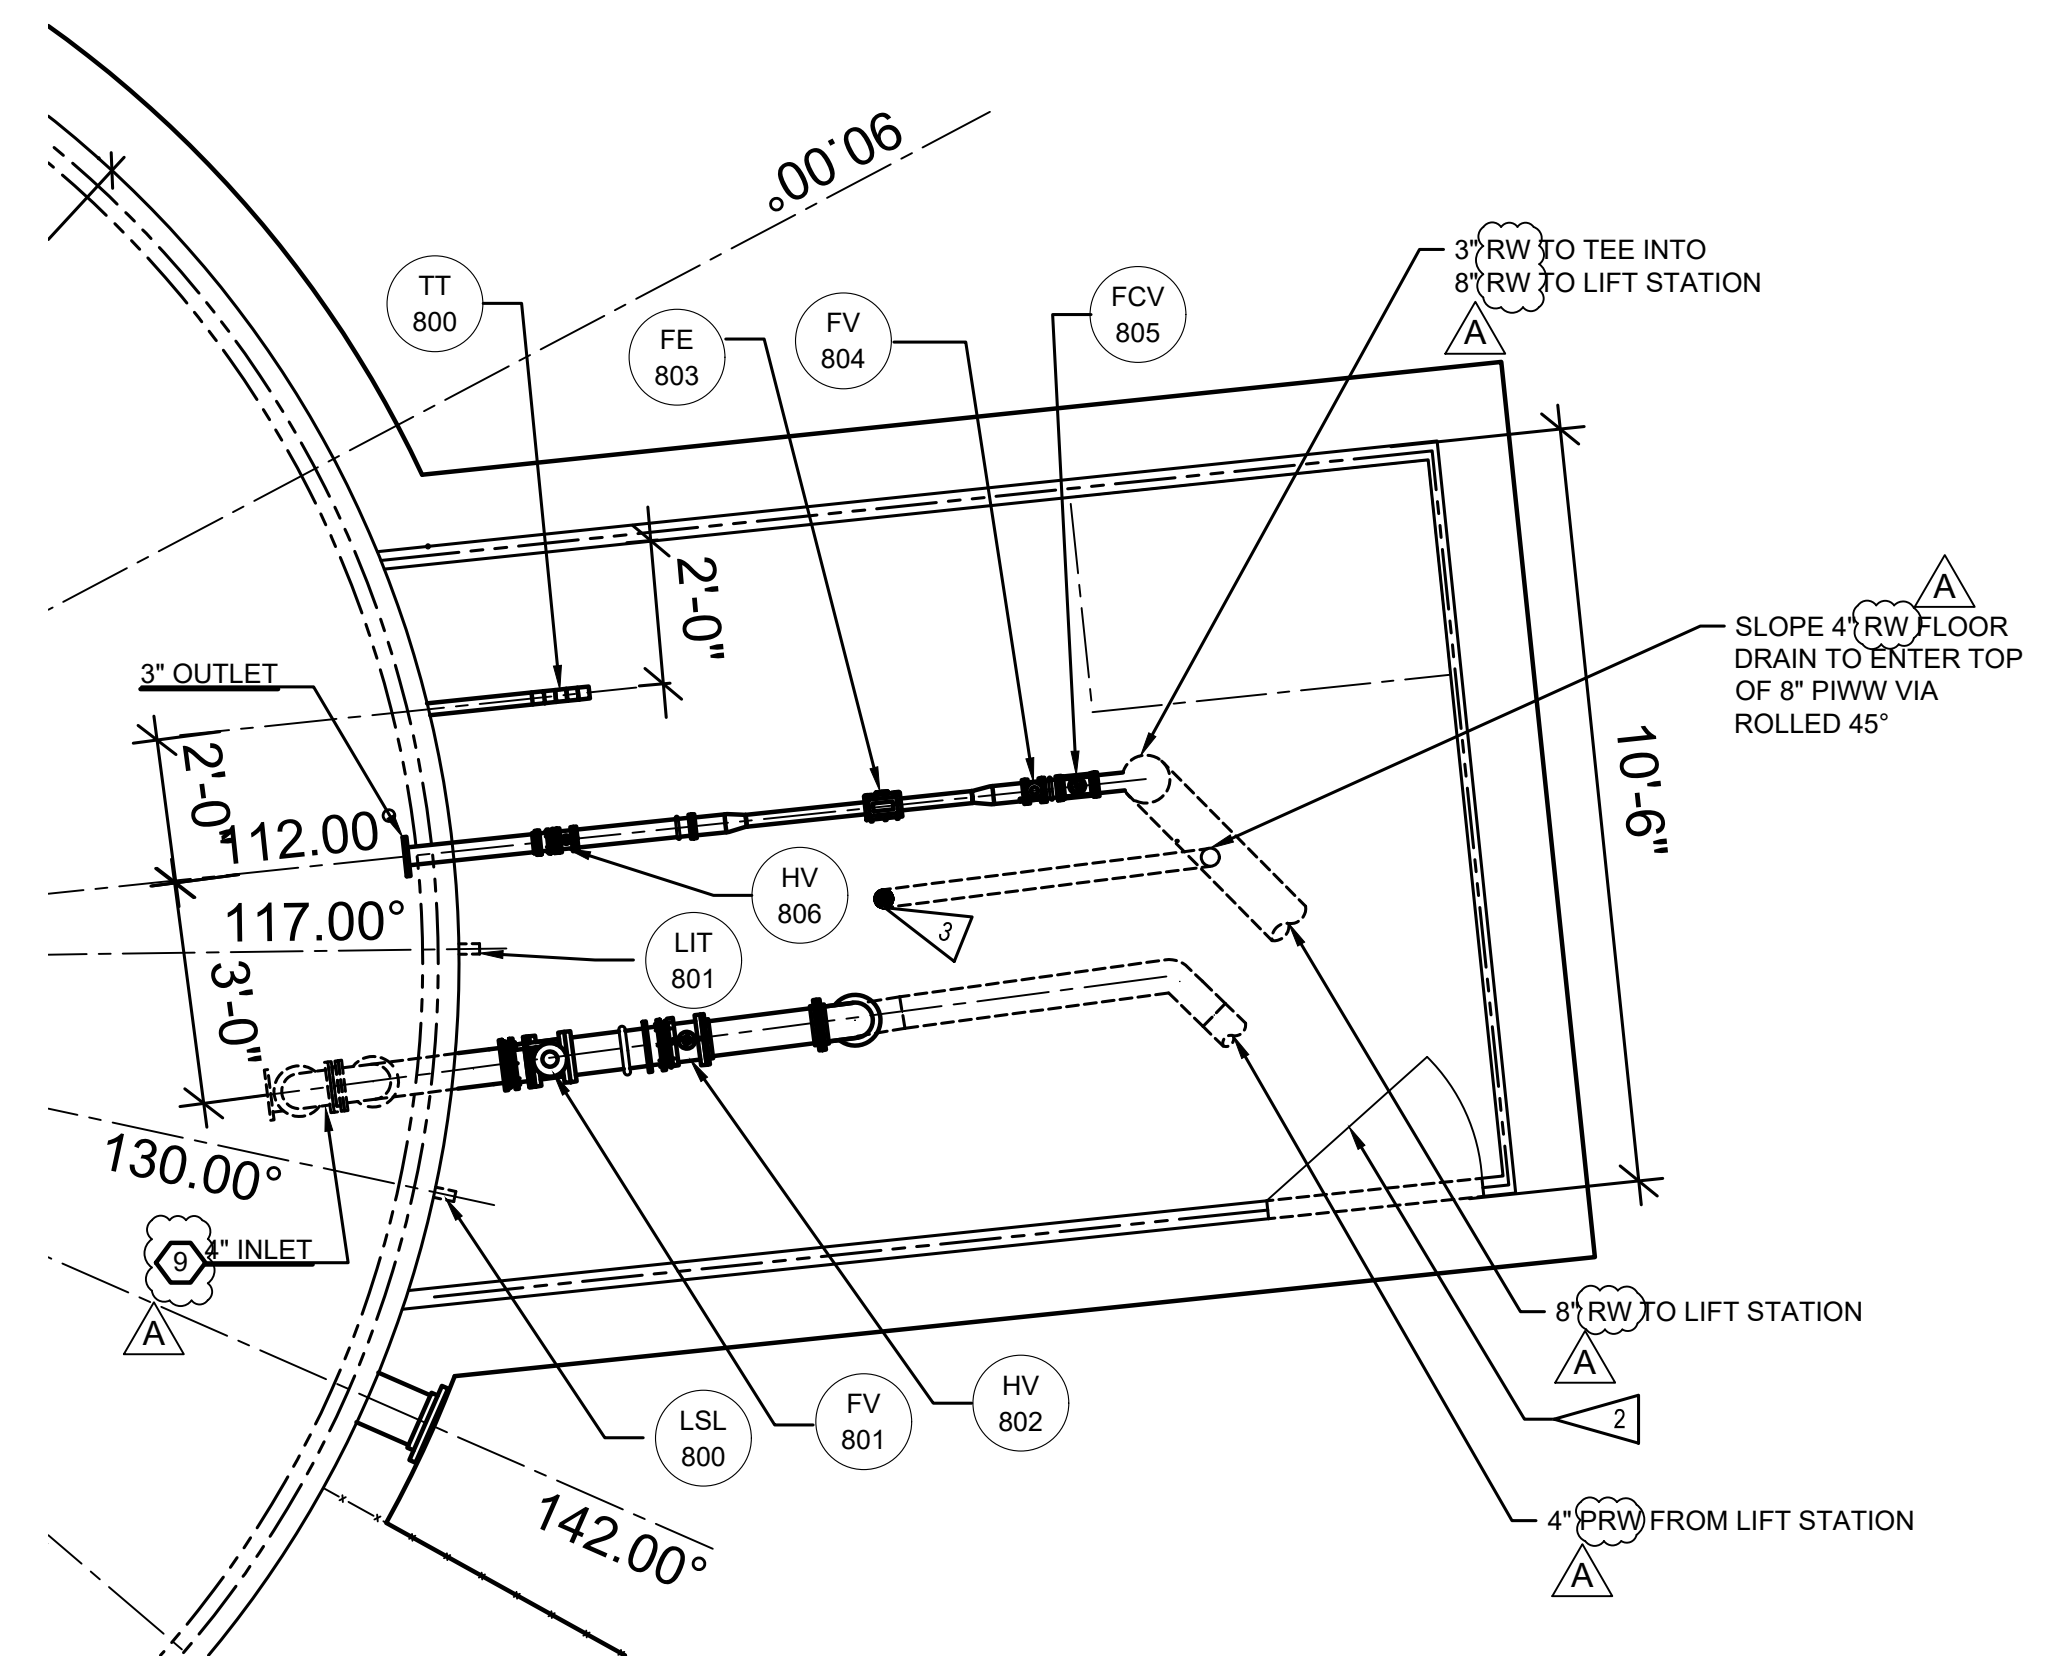 90.00°
3" RW TO TEE INTO
8" RW TO LIFT STATION
A
TT
800
FE
803
FV
804
FCV
805
A
SLOPE 4" RW FLOOR
DRAIN TO ENTER TOP
OF 8" PIWW VIA
ROLLED 45°
2'-0"
3" OUTLET
2'-0"
10'-6"
112.00°
HV
806
3
117.00°
LIT
801
3'-0"
130.00°
9
4" INLET
A
8" RW TO LIFT STATION
A
LSL
800
FV
801
HV
802
2
142.00°
4" PRW FROM LIFT STATION
A